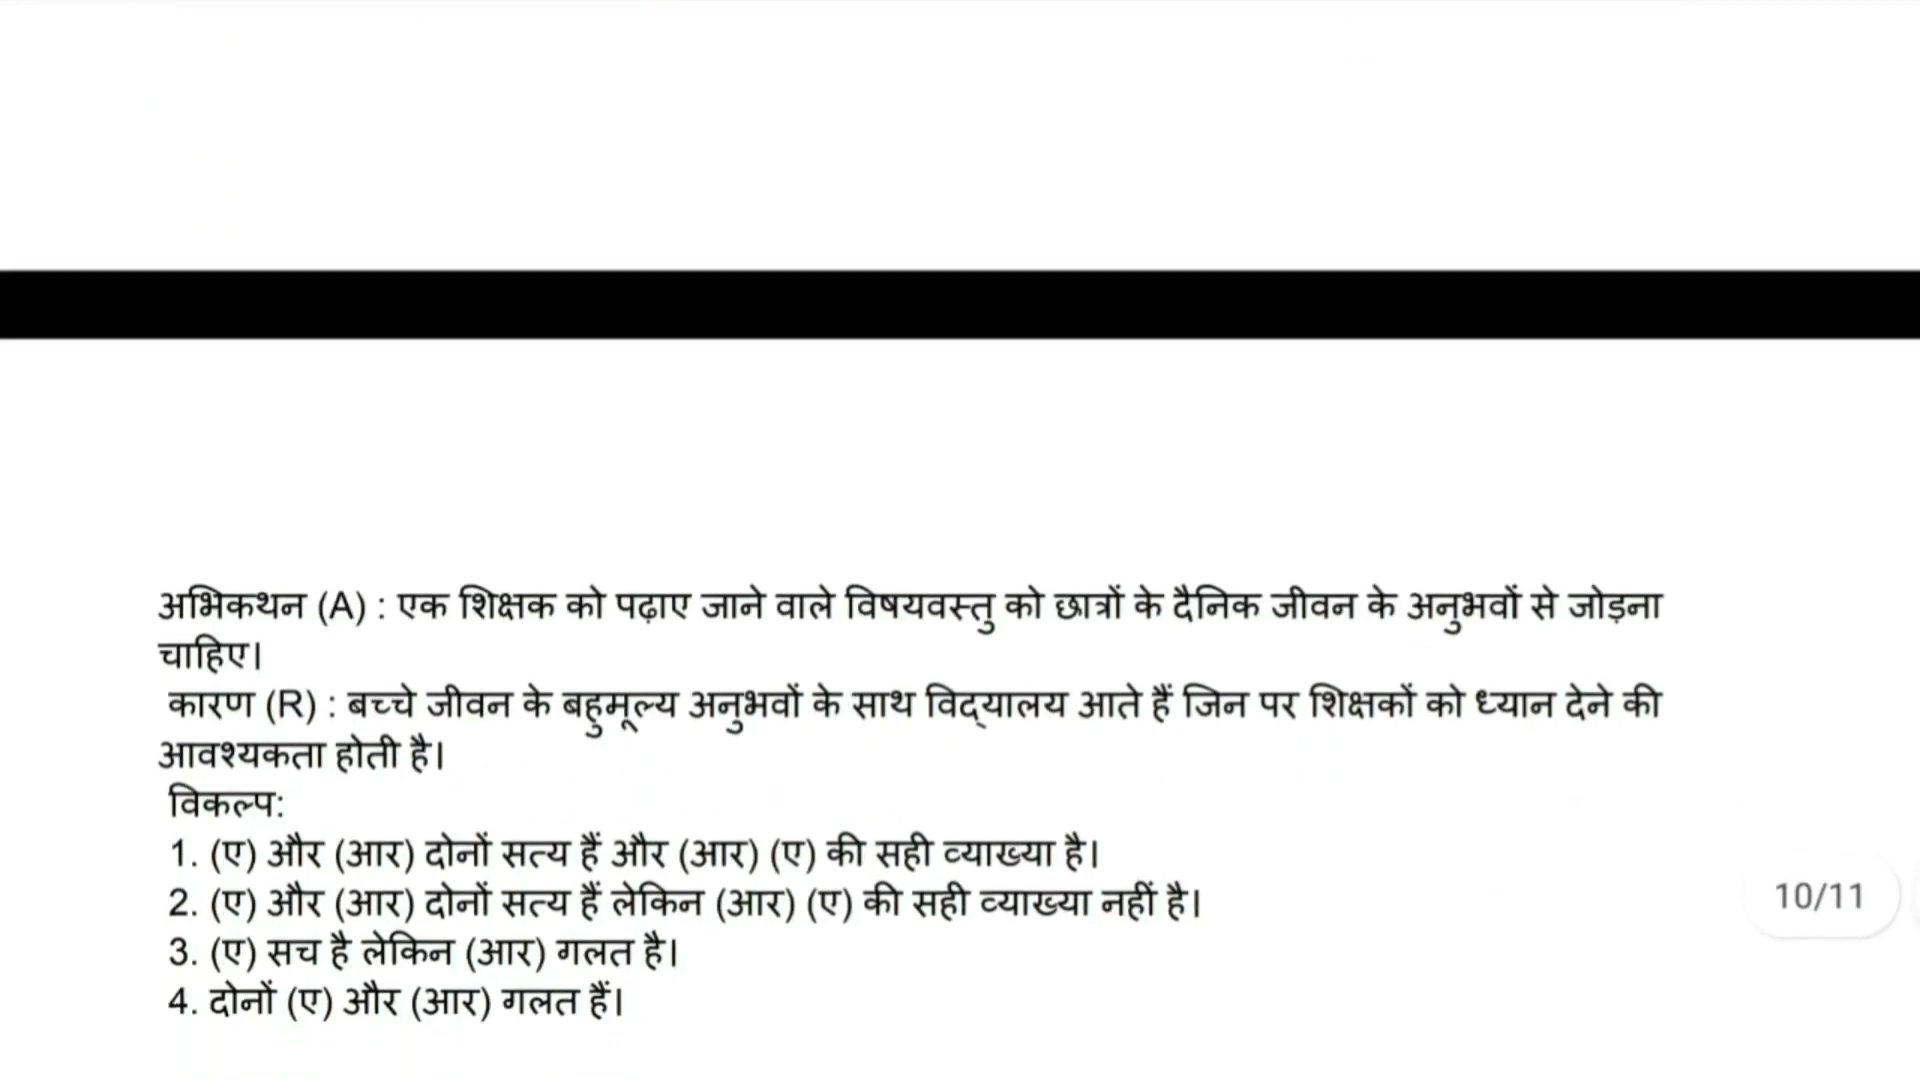 अभिकथन (A) : एक शिक्षक को पढ़ाए जाने वाले विषयवस्तु को छात्रों के दैनिक जीवन के अनुभवों से जोड़ना
चाहिए।
कारण (R) : बच्चे जीवन के बहुमूल्य अनुभवों के साथ विद्यालय आते हैं जिन पर शिक्षकों को ध्यान देने की
आवश्यकता होती है।
विकल्प:
1. (ए) और (आर) दोनों सत्य हैं और (आर) (ए) की सही व्याख्या है।
2. (ए) और (आर) दोनों सत्य हैं लेकिन (आर) (ए) की सही व्याख्या नहीं है।
10/11
3. (ए) सच है लेकिन (आर) गलत है।
4. दोनों (ए) और (आर) गलत हैं।